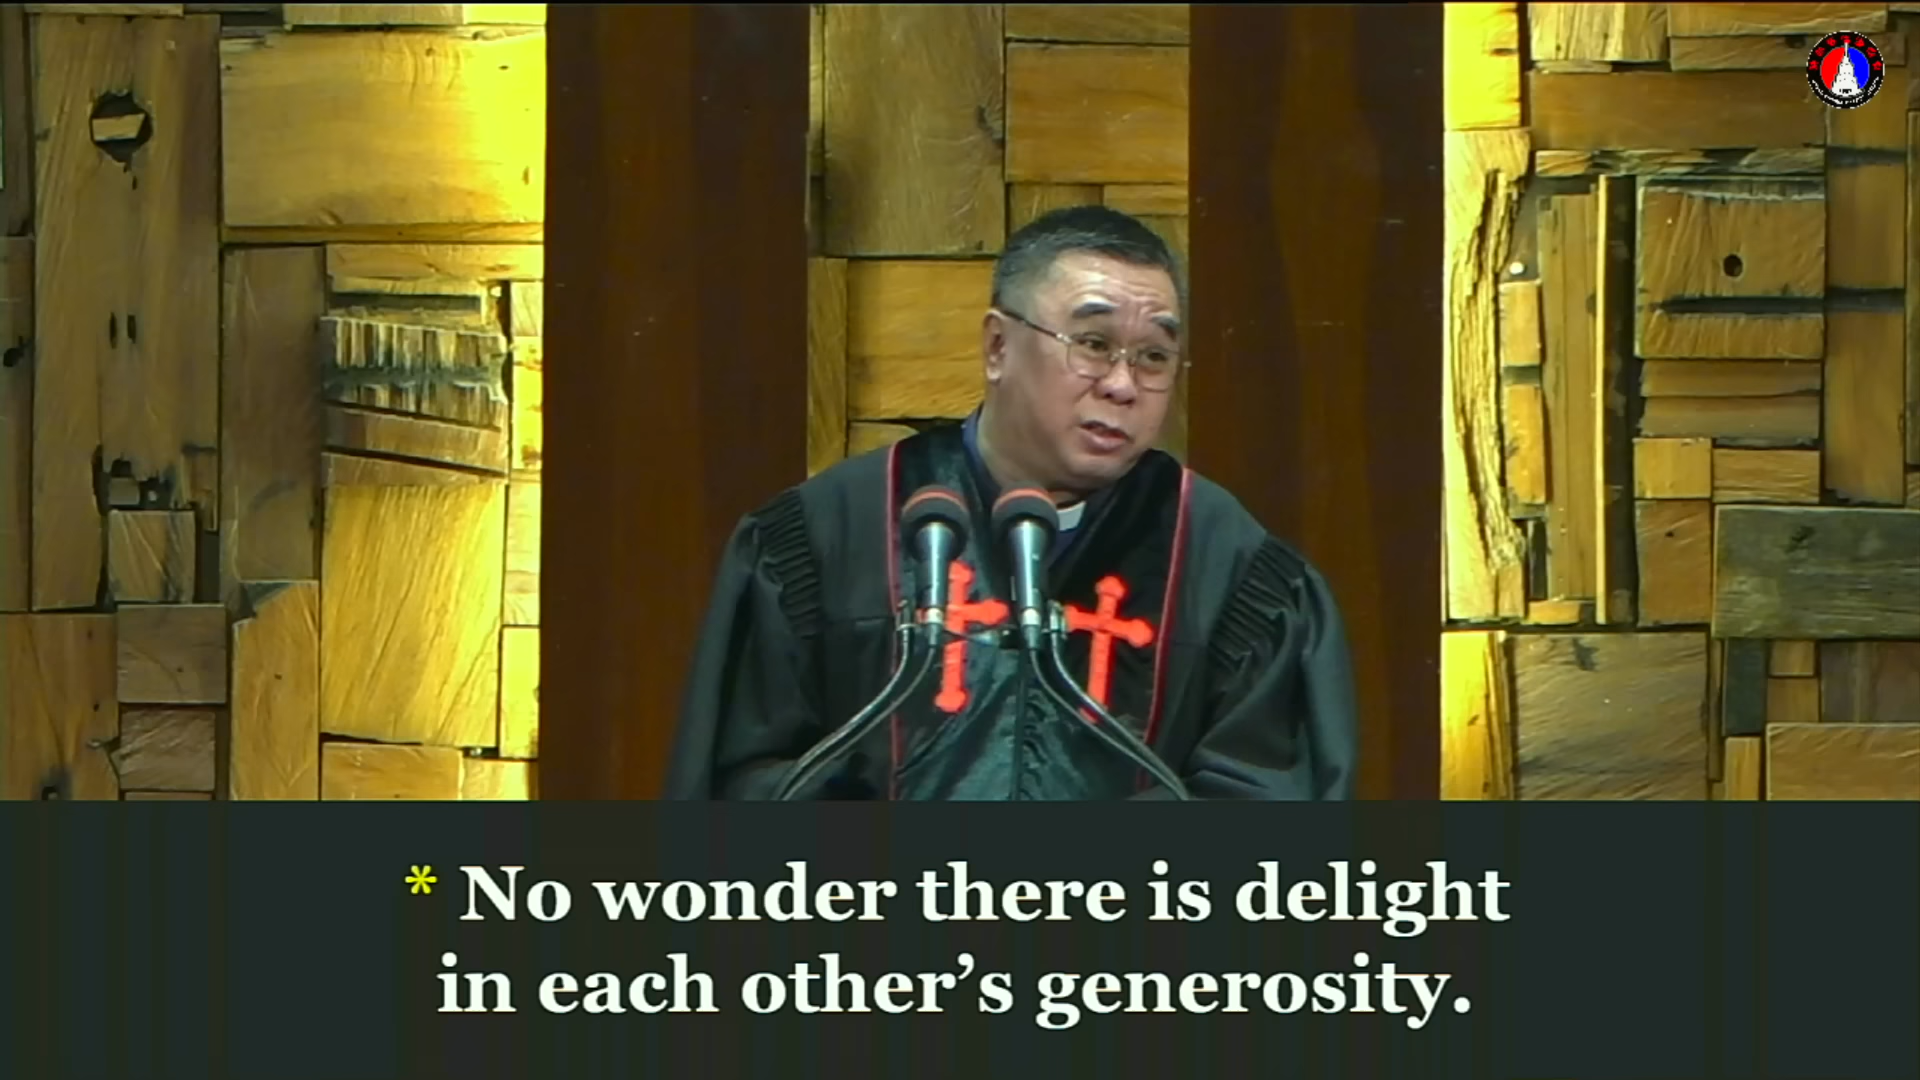 * No wonder there is delight
in each other’s generosity.